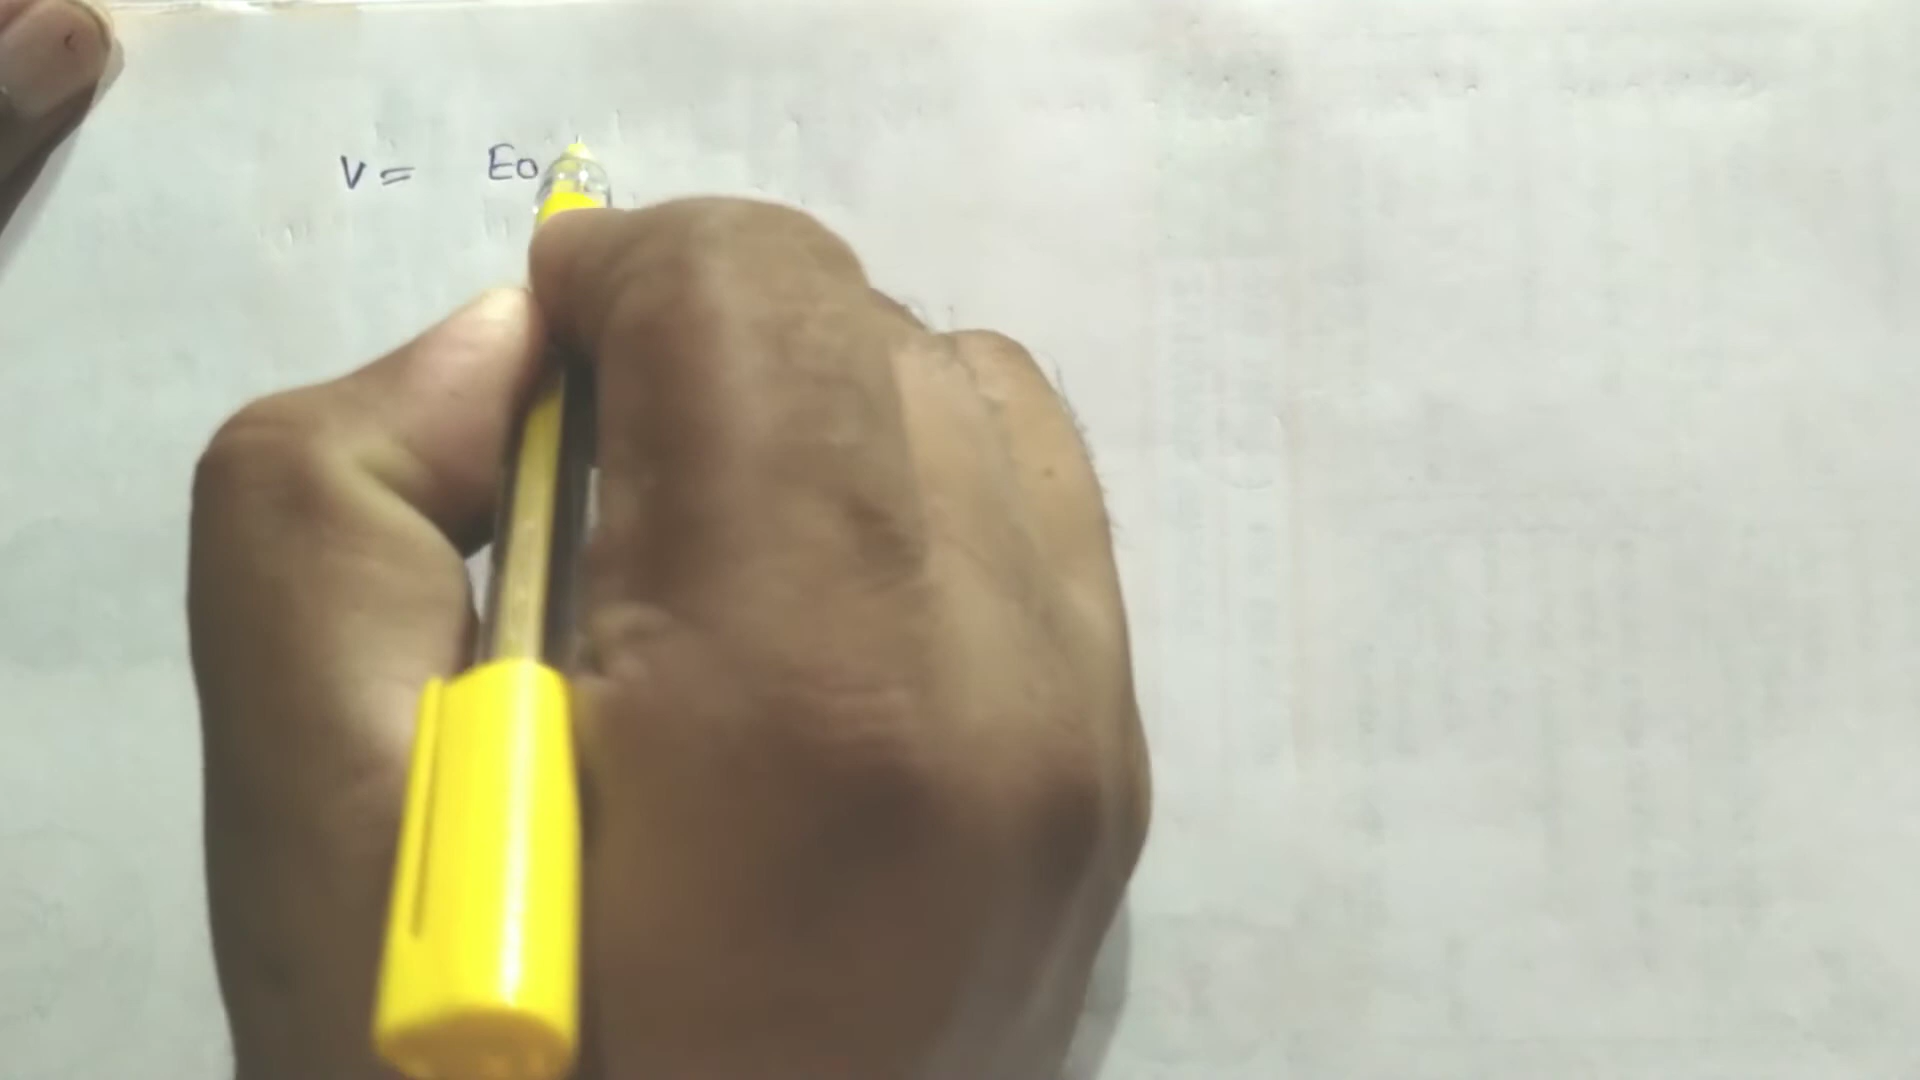 V = Eo